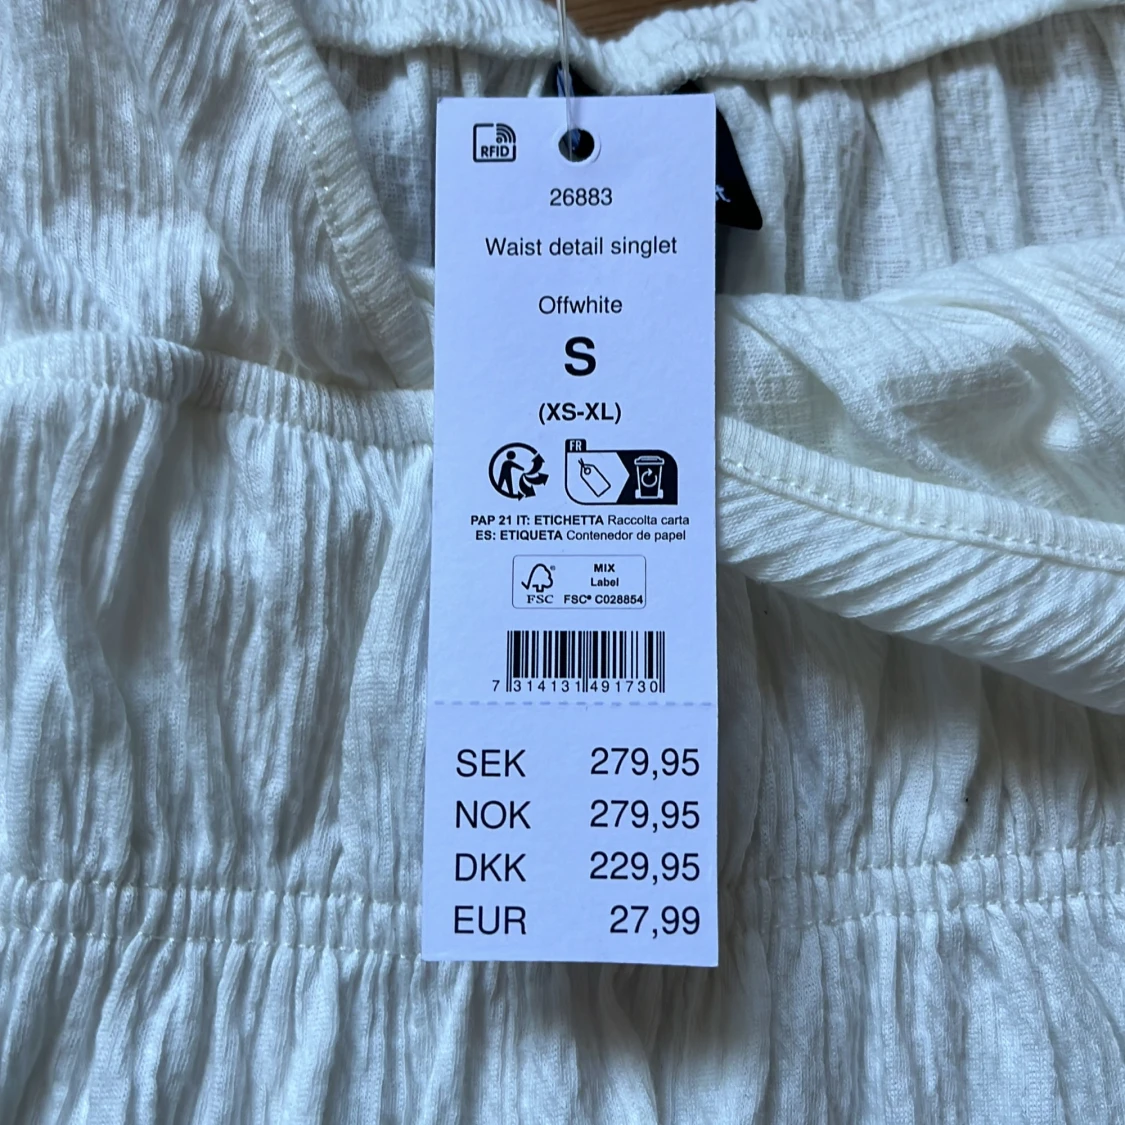 RFID
26883
Waist detail singlet
Offwhite
S
(XS-XL)
FR
PAP 21 IT: ETICHETTA Raccolta carta
ES: ETIQUETA Contenedor de papel
FSC®
MIX
Label
FSC® C028854
7 314131 491730
SEK 279,95
NOK 279,95
DKK 229,95
EUR 27,99